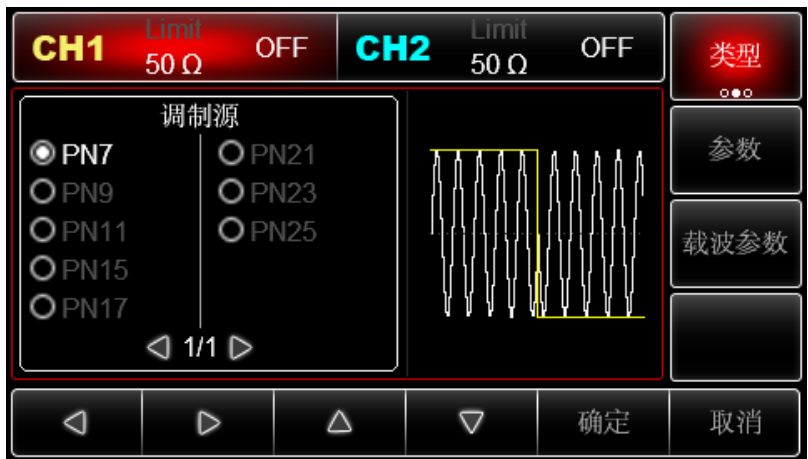 CH1 Limit 50 Ω OFF
CH2 Limit 50 Ω OFF
类型
调制源
PN7
PN9
PN11
PN15
PN17
PN21
PN23
PN25
1/1
参数
载波参数
确定
取消